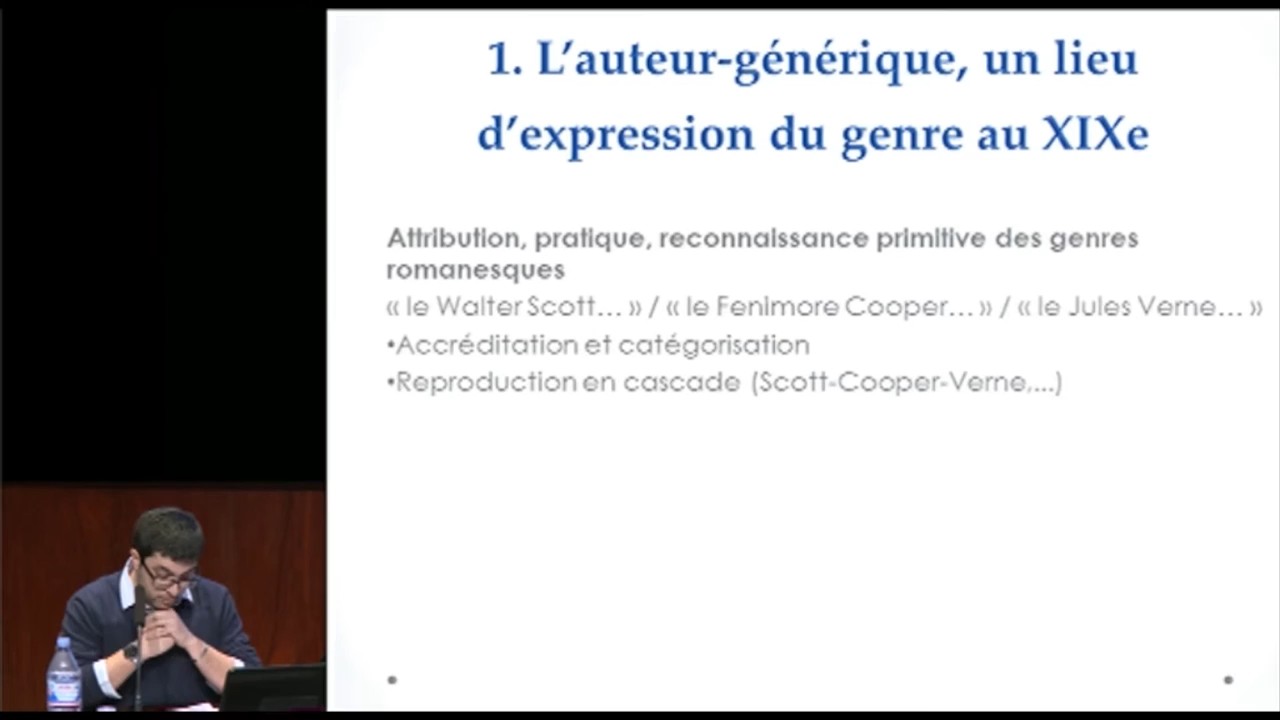 1. L’auteur-générique, un lieu
d’expression du genre au XIXe
Attribution, pratique, reconnaissance primitive des genres
romanesques
« le Walter Scott… » / « le Fenimore Cooper… » / « le Jules Verne… »
•Accréditation et catégorisation
•Reproduction en cascade (Scott-Cooper-Verne,...)